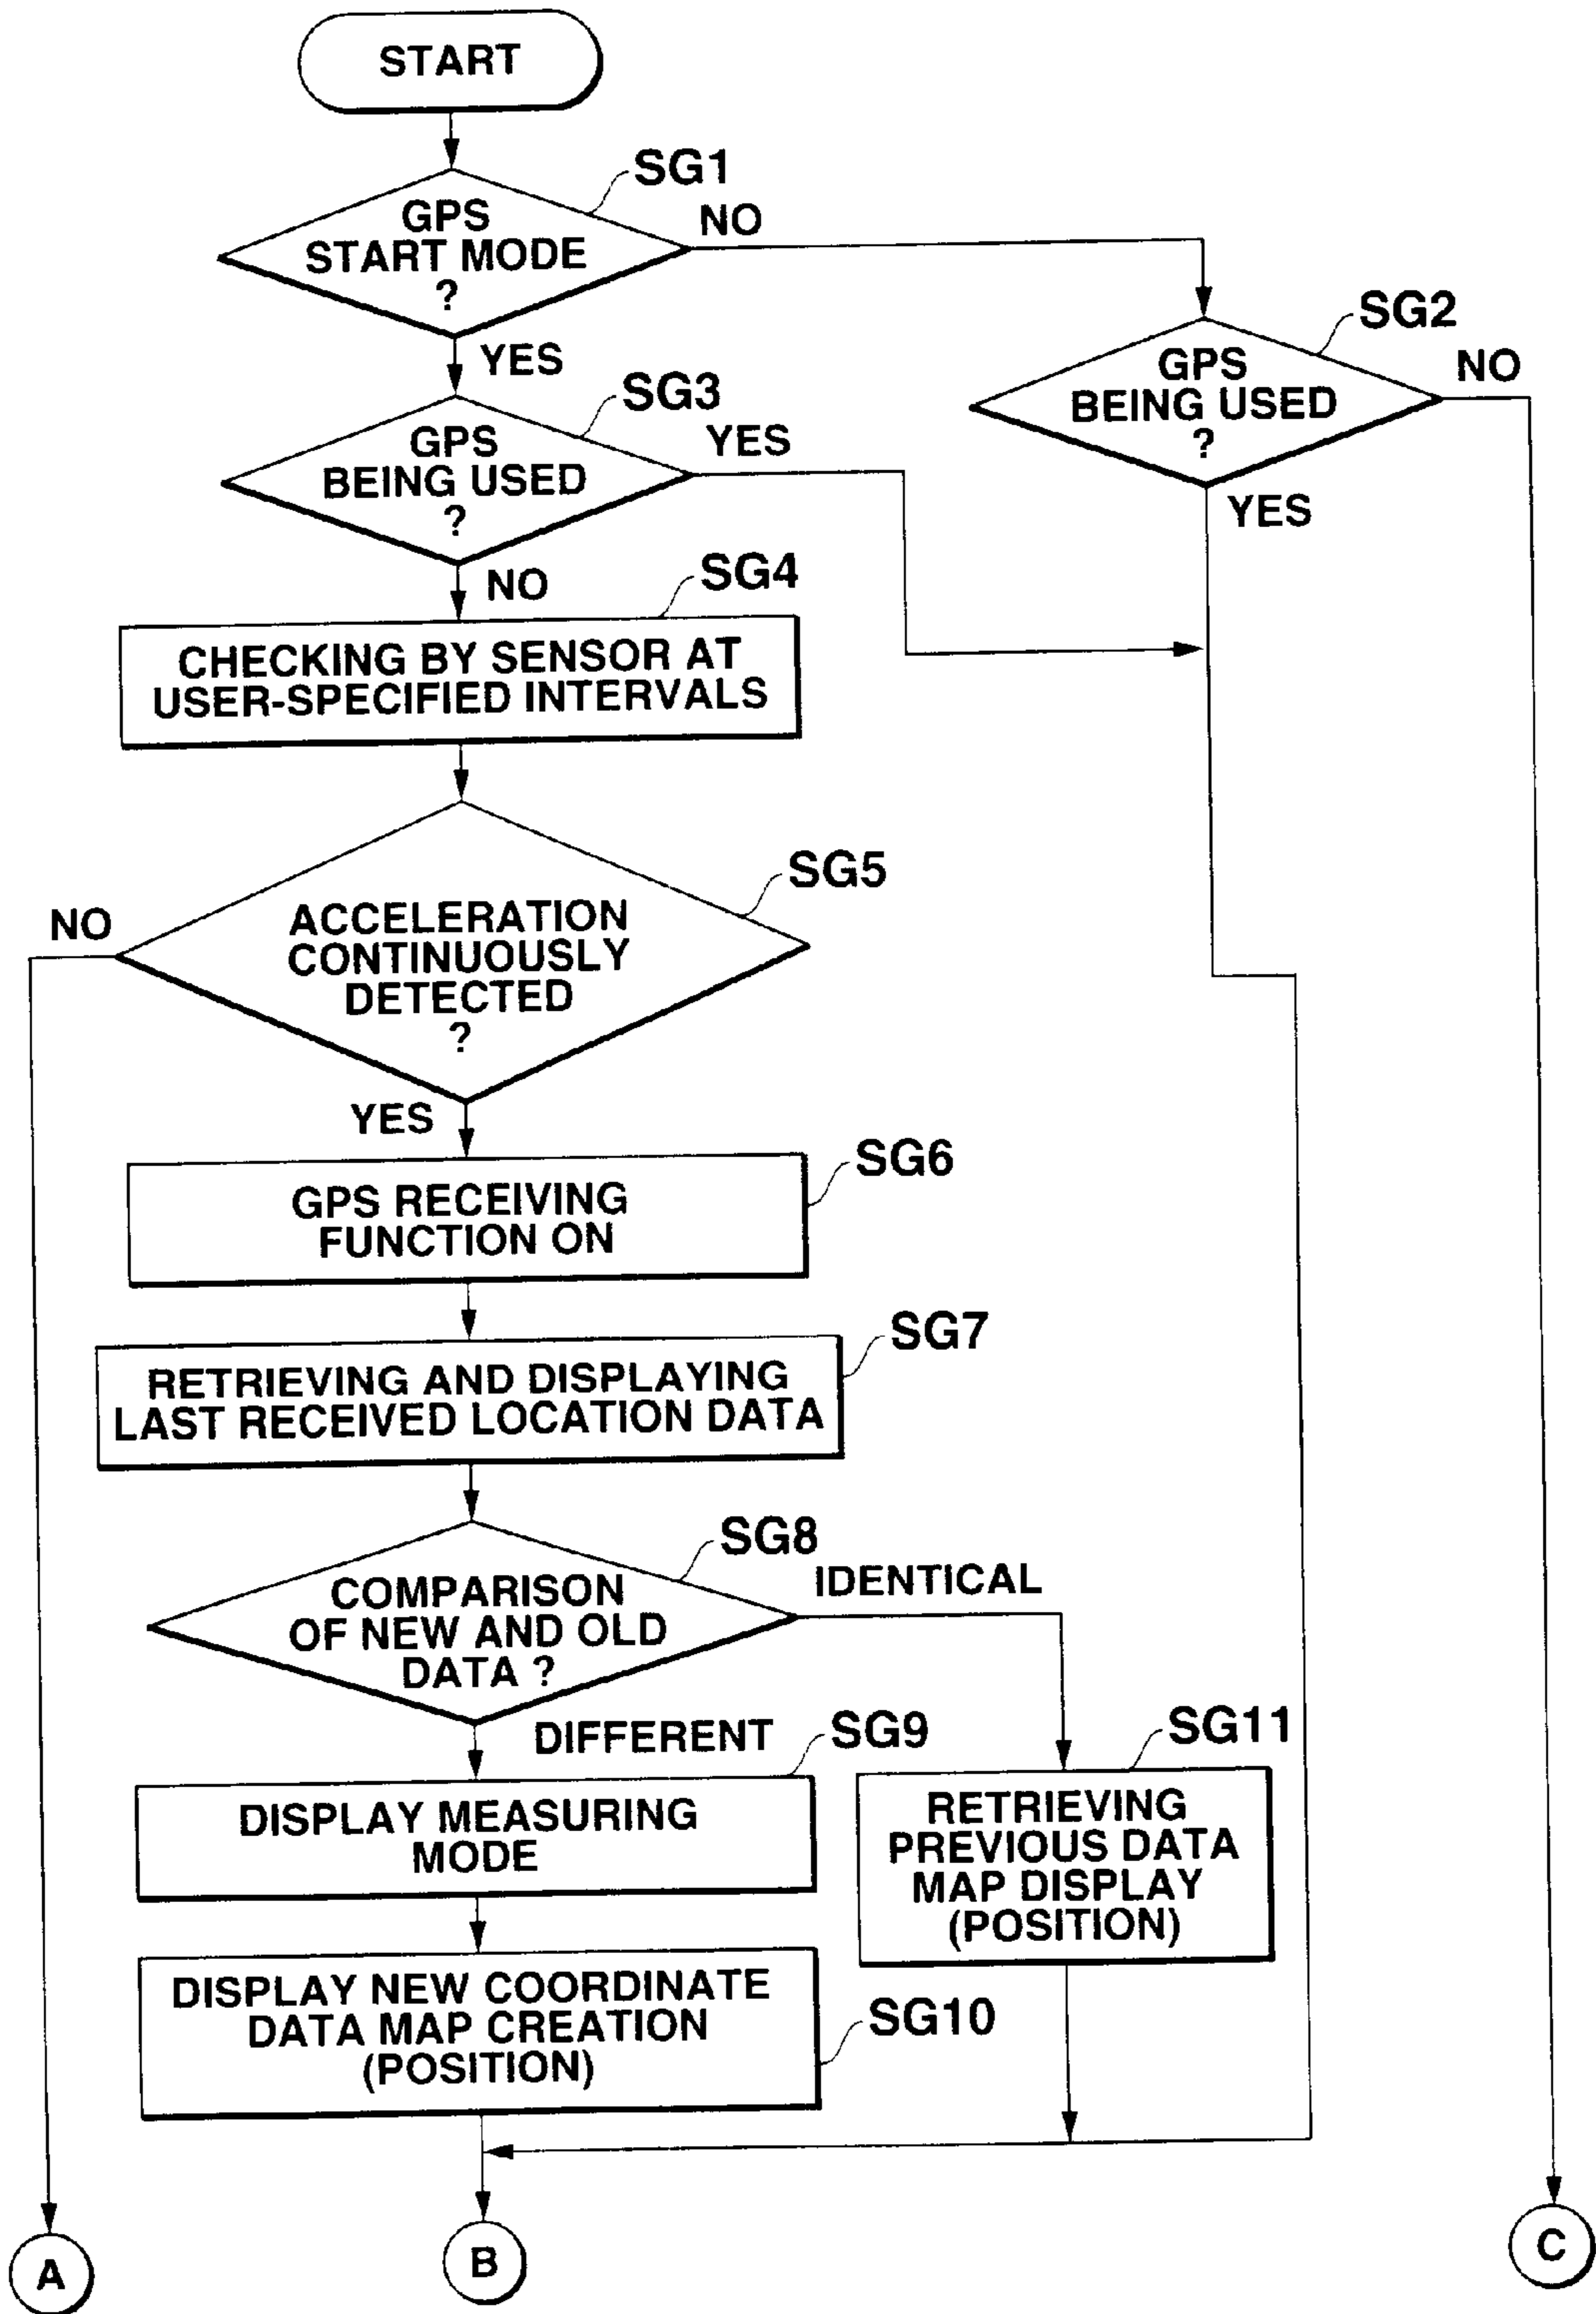 START
SG1
GPS
START MODE
?
NO
YES
SG2
GPS
BEING USED
?
NO
YES
SG3
GPS
BEING USED
?
YES
NO
SG4
CHECKING BY SENSOR AT
USER-SPECIFIED INTERVALS
SG5
ACCELERATION
CONTINUOUSLY
DETECTED
?
NO
YES
SG6
GPS RECEIVING
FUNCTION ON
SG7
RETRIEVING AND DISPLAYING
LAST RECEIVED LOCATION DATA
SG8
COMPARISON
OF NEW AND OLD
DATA ?
IDENTICAL
DIFFERENT
SG9
DISPLAY MEASURING
MODE
SG11
RETRIEVING
PREVIOUS DATA
MAP DISPLAY
(POSITION)
DISPLAY NEW COORDINATE
DATA MAP CREATION
(POSITION)
SG10
A
B
C